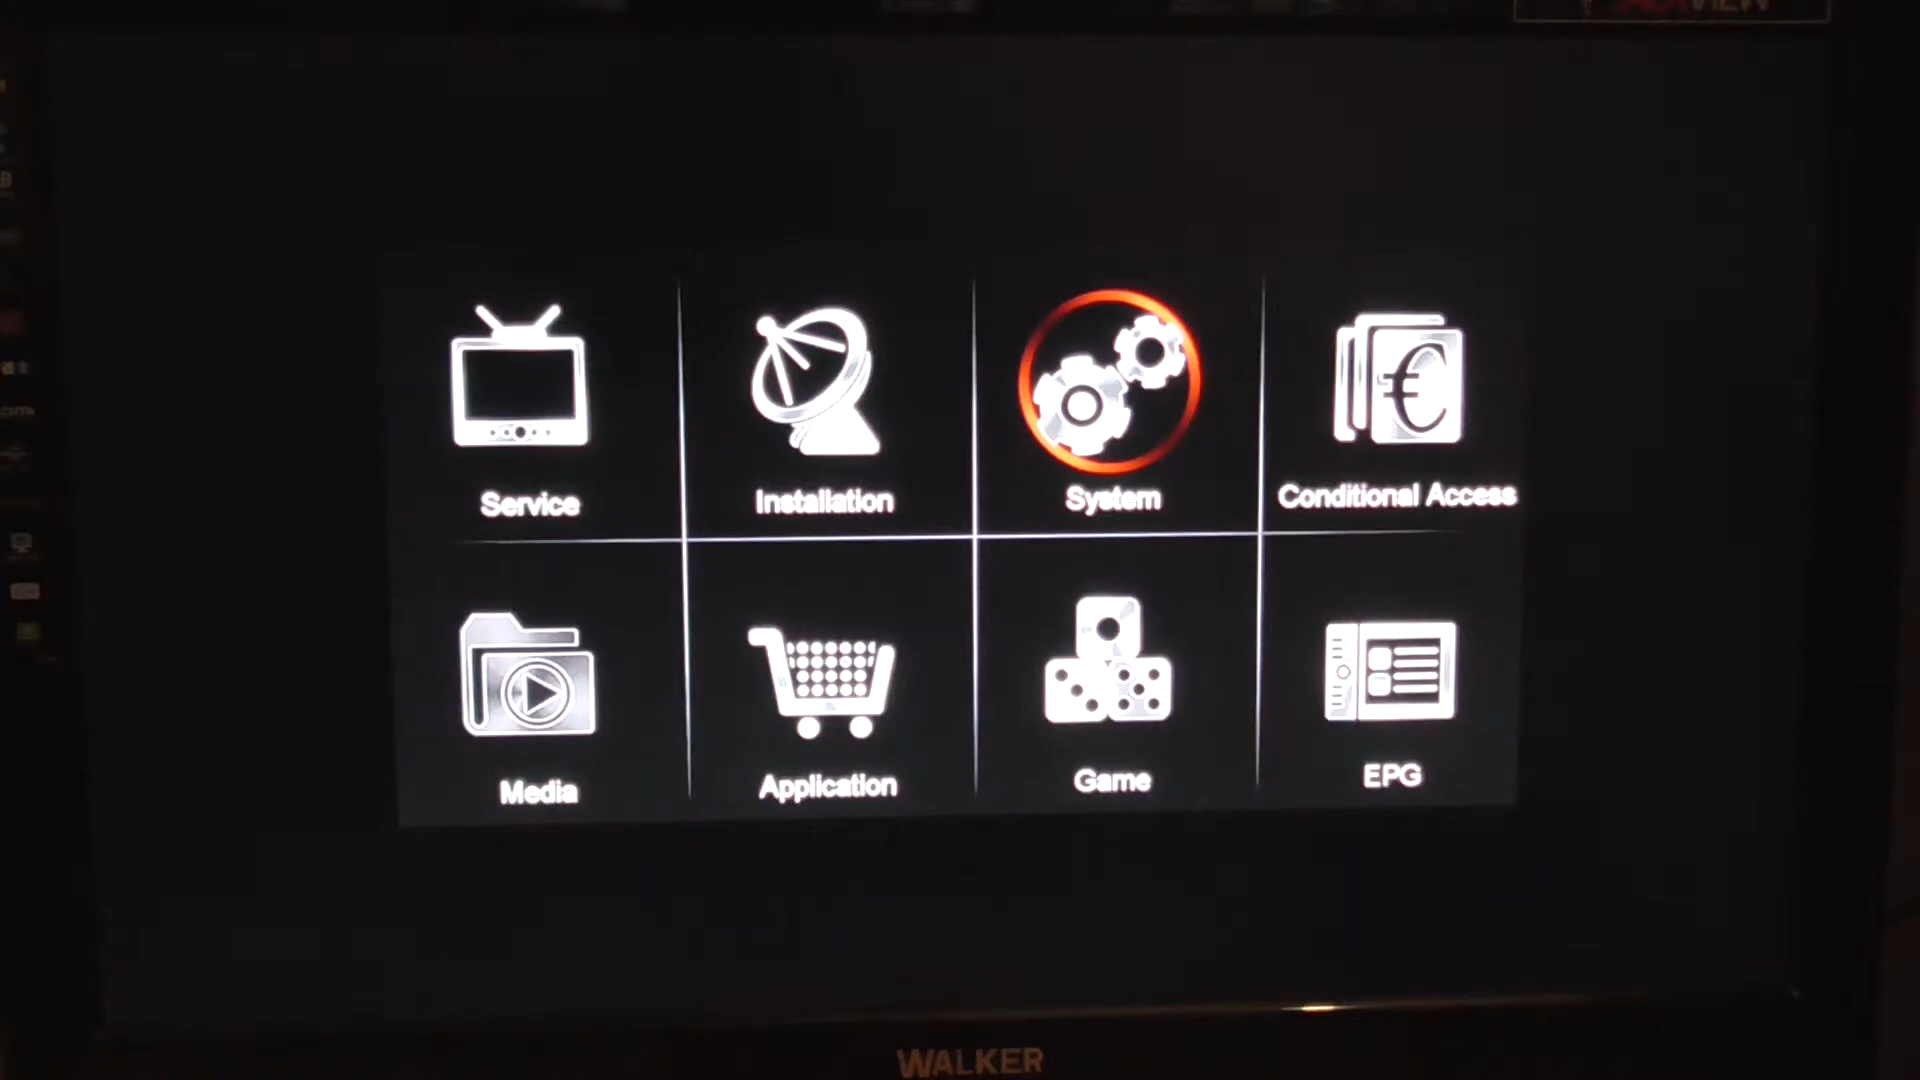 Service
Installation
System
Conditional Access
Media
Application
Game
EPG
WALKER